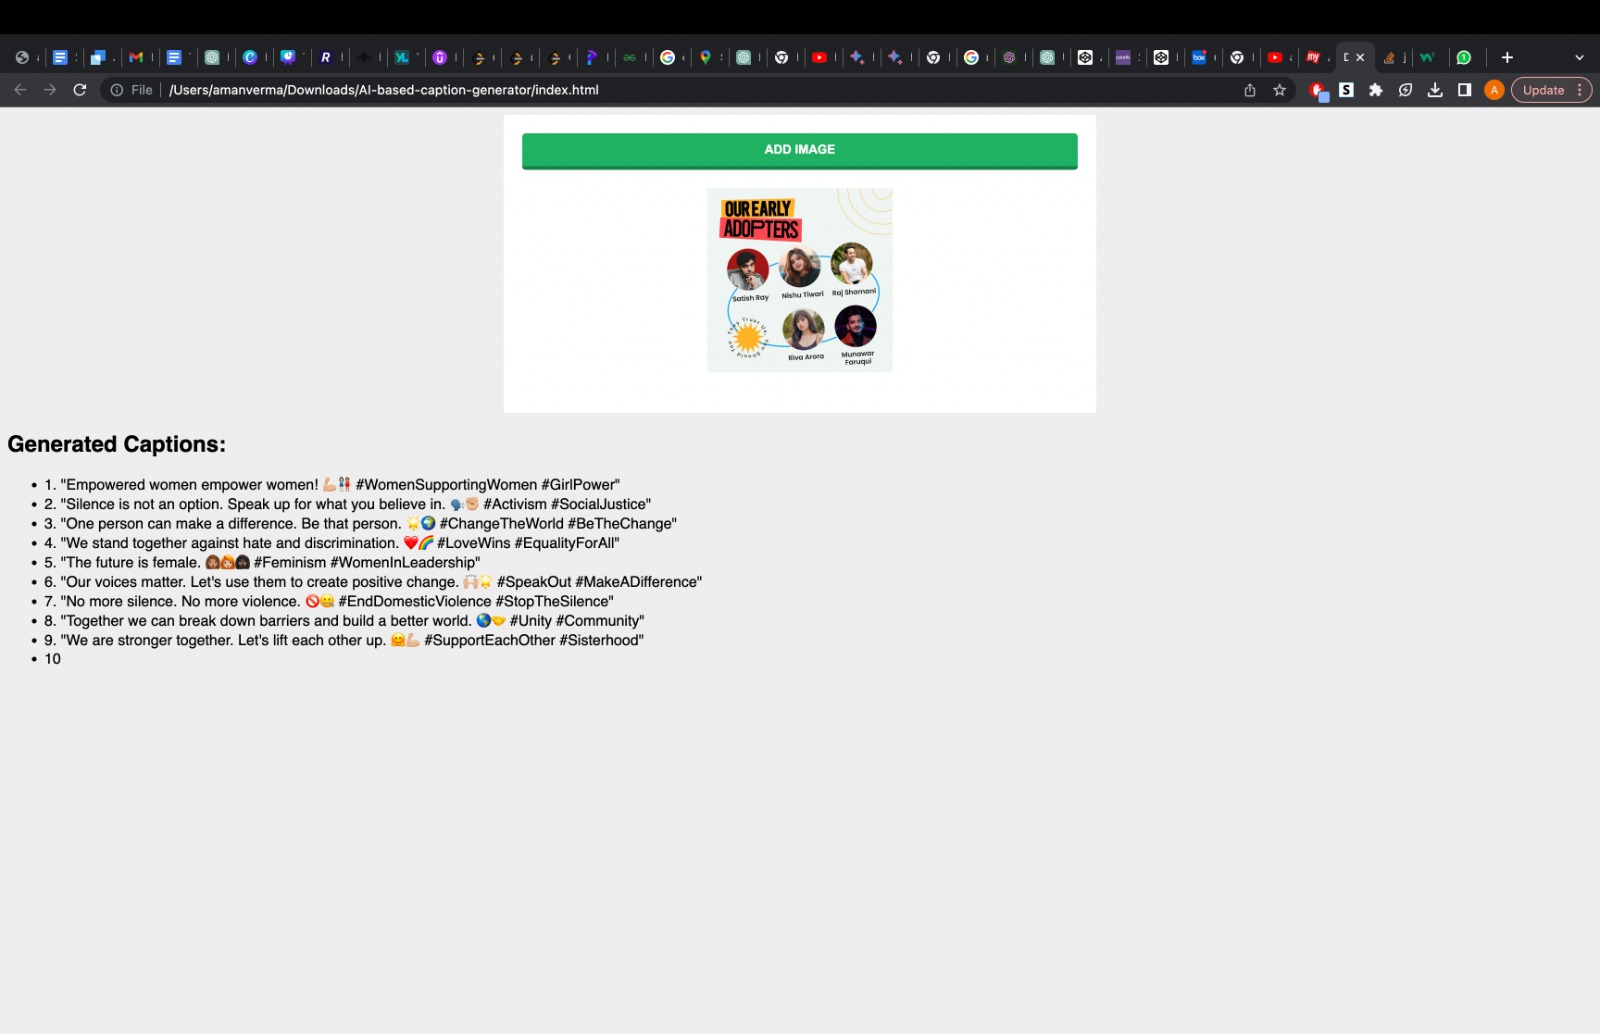 File
/Users/amanverma/Downloads/AI-based-caption-generator/index.html
A
Update
ADD IMAGE
OUR EARLY
ADOPTERS
Satish Ray
Nishu Tiwari
Raj Shamani
They Trust Us, You Should Too
Riva Arora
Munawar
Faruqui
Generated Captions:
• 1. "Empowered women empower women! 💪🏼👭 #WomenSupportingWomen #GirlPower"
• 2. "Silence is not an option. Speak up for what you believe in. 🗣️✊🏼 #Activism #SocialJustice"
• 3. "One person can make a difference. Be that person. 🌟🌍 #ChangeTheWorld #BeTheChange"
• 4. "We stand together against hate and discrimination. ❤️🌈 #LoveWins #EqualityForAll"
• 5. "The future is female. 👩🏽👩🏼‍🦰👩🏿 #Feminism #WomenInLeadership"
• 6. "Our voices matter. Let's use them to create positive change. 🙌🏼🌟 #SpeakOut #MakeADifference"
• 7. "No more silence. No more violence. 🚫🤐 #EndDomesticViolence #StopTheSilence"
• 8. "Together we can break down barriers and build a better world. 🌎🤝 #Unity #Community"
• 9. "We are stronger together. Let's lift each other up. 🤗💪🏼 #SupportEachOther #Sisterhood"
• 10